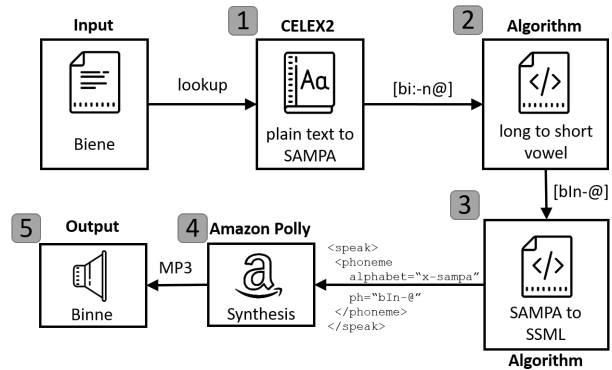 Input
Biene
lookup
1
CELEX2
Aa
plain text to
SAMPA
[bi:-n@]
2
Algorithm
</>
long to short
vowel
[bIn-@]
3
</>
SAMPA to
SSML
Algorithm
<speak>
<phoneme
alphabet=“x-sampa”
ph=“bIn-@”
</phoneme>
</speak>
4
Amazon Polly
a
Synthesis
MP3
5
Output
Binne